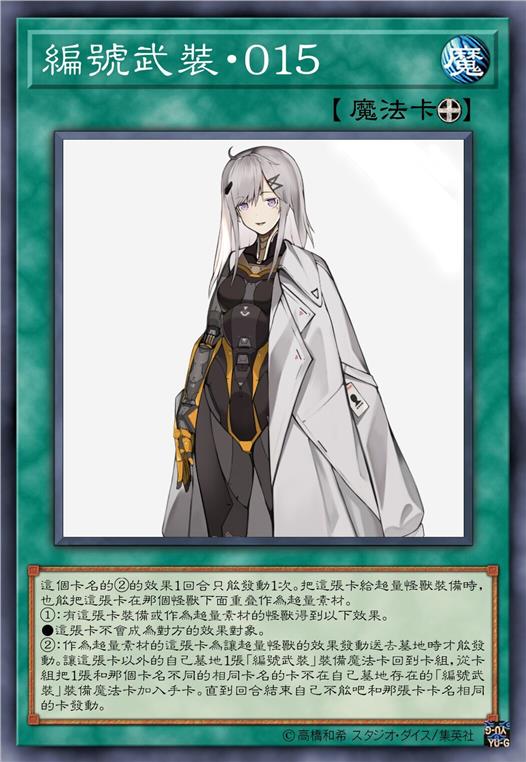 編號武裝・015
魔
【魔法卡】
這個卡名的②的效果1回合只能發動1次。把這張卡給超量怪獸裝備時,
也能把這張卡在那個怪獸下面重疊作為超量素材。
①:有這張卡裝備或作為超量素材的怪獸得到以下效果。
●這張卡不會成為對方的效果對象。
②:作為超量素材的這張卡為讓超量怪獸的效果發動送去墓地時才能發
動。讓這張卡以外的自己墓地1張「編號武裝」裝備魔法卡回到卡組,從卡
組把1張和那個卡名不同的相同卡名的卡不在自己墓地存在的「編號武
裝」裝備魔法卡加入手卡。直到回合結束自己不能吧和那張卡卡名相同
的卡發動。
©高橋和希 スタジオ・ダイス/集英社
YU-G
YU-G